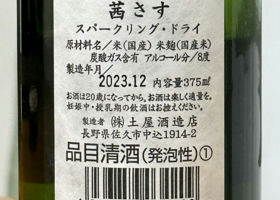 茜さす
スパークリング・ドライ
原材料名／米（国産） 米麹（国産米）
炭酸ガス含有 アルコール分／8度
製造年月／
2023.12 内容量375ml
お酒は20歳になってから。お酒は楽しく適量を。
妊娠中・授乳期の飲酒はお控えください。
製造者 ㈱土屋酒造店
長野県佐久市中込1914-2
品目清酒（発泡性）①